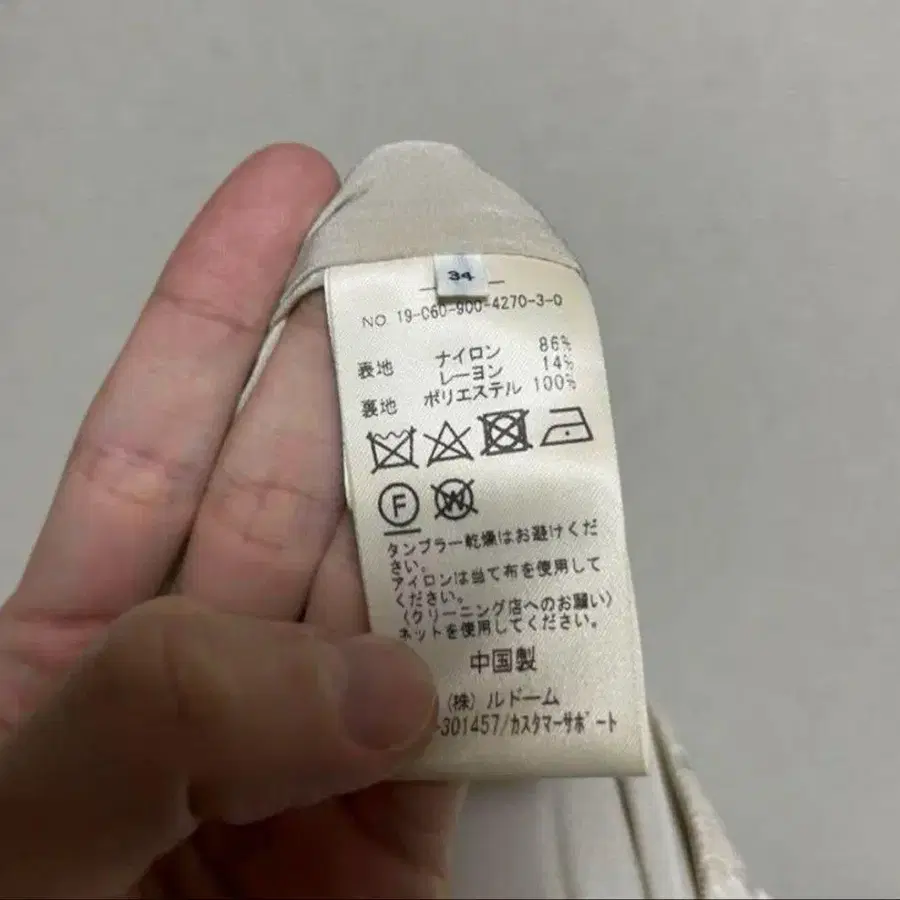 34
NO. 19-060-900-4270-3-0
表地 ナイロン 86%
レーヨン 14%
裏地 ポリエステル 100%
F
W
タンブラー乾燥はお避けくだ
さい。
アイロンは当て布を使用して
ください。
(クリーニング店へのお願い)
ネットを使用してください。
中国製
(株) ルドーム
-301457/カスタマーサポート